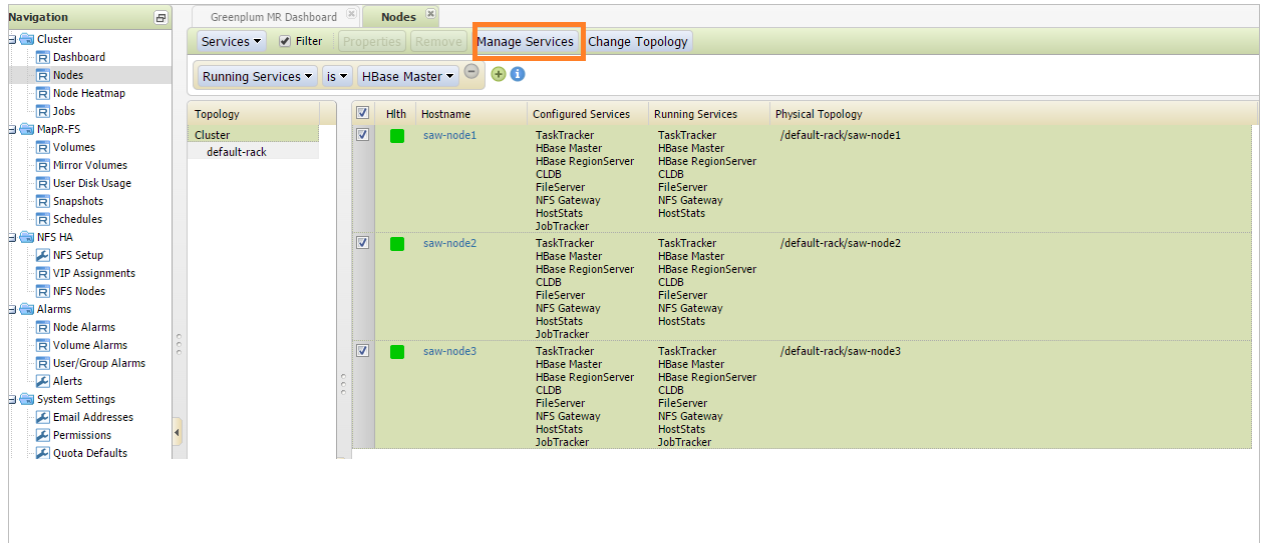 Navigation
Cluster
Dashboard
Nodes
Node Heatmap
Jobs
MapR-FS
Volumes
Mirror Volumes
User Disk Usage
Snapshots
Schedules
NFS HA
NFS Setup
VIP Assignments
NFS Nodes
Alarms
Node Alarms
Volume Alarms
User/Group Alarms
Alerts
System Settings
Email Addresses
Permissions
Quota Defaults
Greenplum MR Dashboard Nodes
Services Filter Properties Remove Manage Services Change Topology
Running Services is HBase Master
Topology
Cluster
default-rack
Hlth Hostname Configured Services Running Services Physical Topology
saw-node1 TaskTracker TaskTracker /default-rack/saw-node1
HBase Master HBase Master
HBase RegionServer HBase RegionServer
CLDB CLDB
FileServer FileServer
NFS Gateway NFS Gateway
HostStats HostStats
JobTracker
saw-node2 TaskTracker TaskTracker /default-rack/saw-node2
HBase Master HBase Master
HBase RegionServer HBase RegionServer
CLDB CLDB
FileServer FileServer
NFS Gateway NFS Gateway
HostStats HostStats
JobTracker
saw-node3 TaskTracker TaskTracker /default-rack/saw-node3
HBase Master HBase Master
HBase RegionServer HBase RegionServer
CLDB CLDB
FileServer FileServer
NFS Gateway NFS Gateway
HostStats HostStats
JobTracker JobTracker